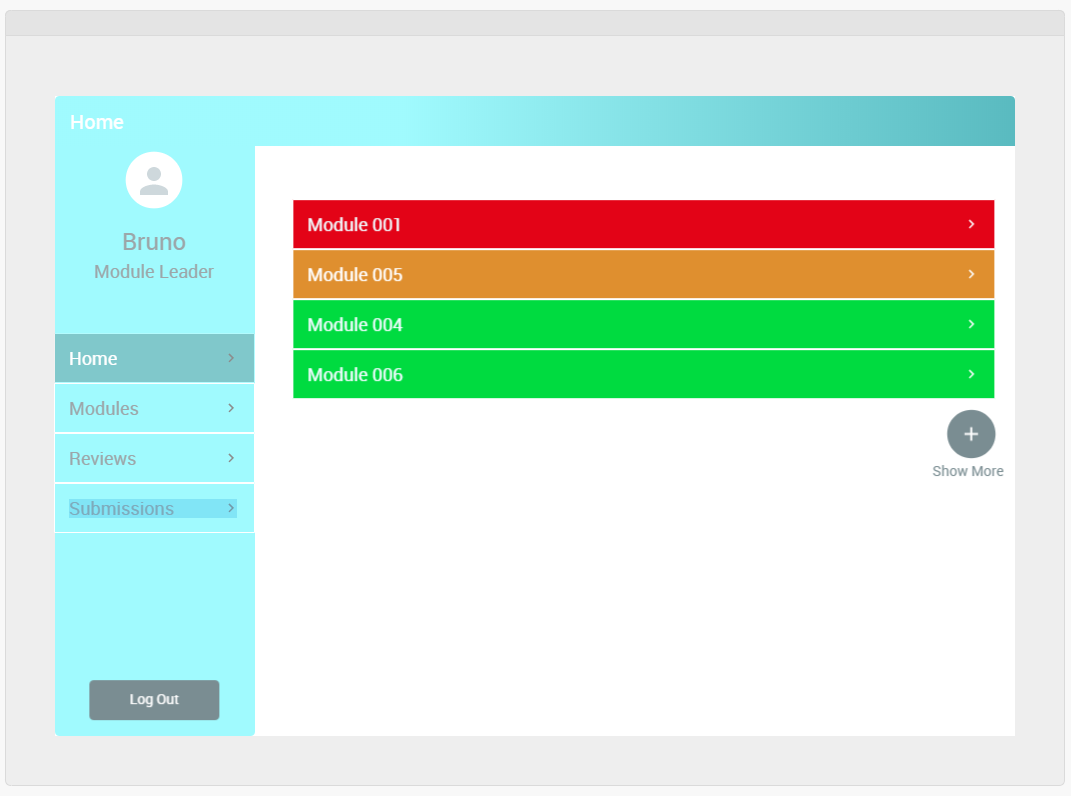 Home
Bruno
Module Leader
Home
Modules
Reviews
Submissions
Log Out
Module 001
Module 005
Module 004
Module 006
Show More